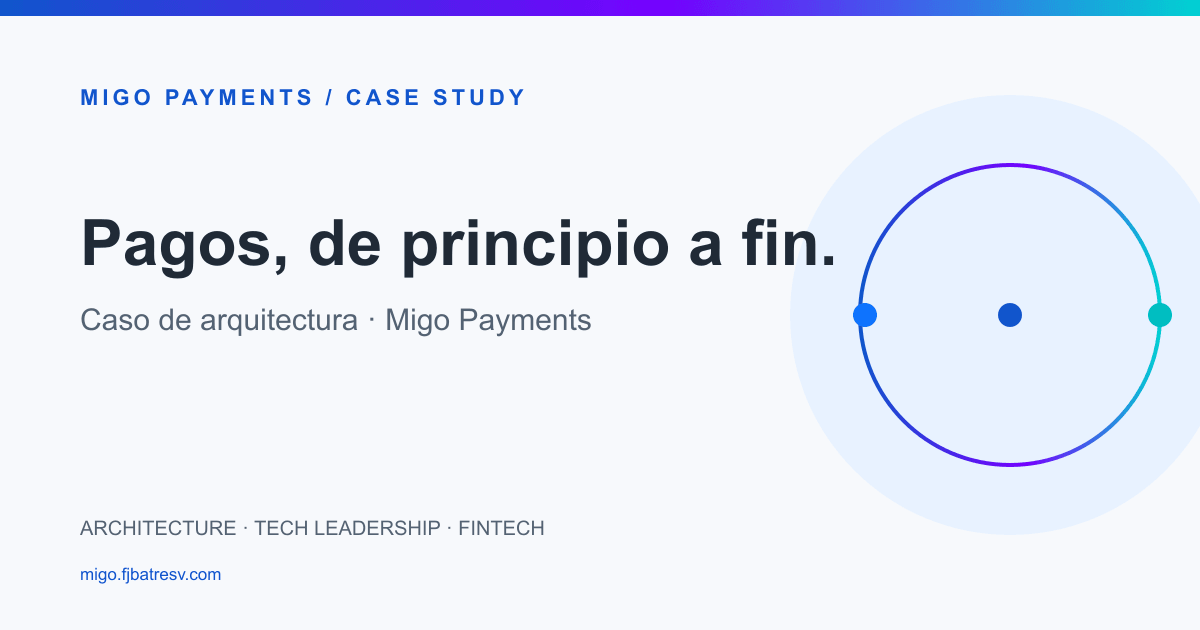 MIGO PAYMENTS / CASE STUDY
Pagos, de principio a fin.
Caso de arquitectura · Migo Payments
ARCHITECTURE · TECH LEADERSHIP · FINTECH
migo.fjbatresv.com